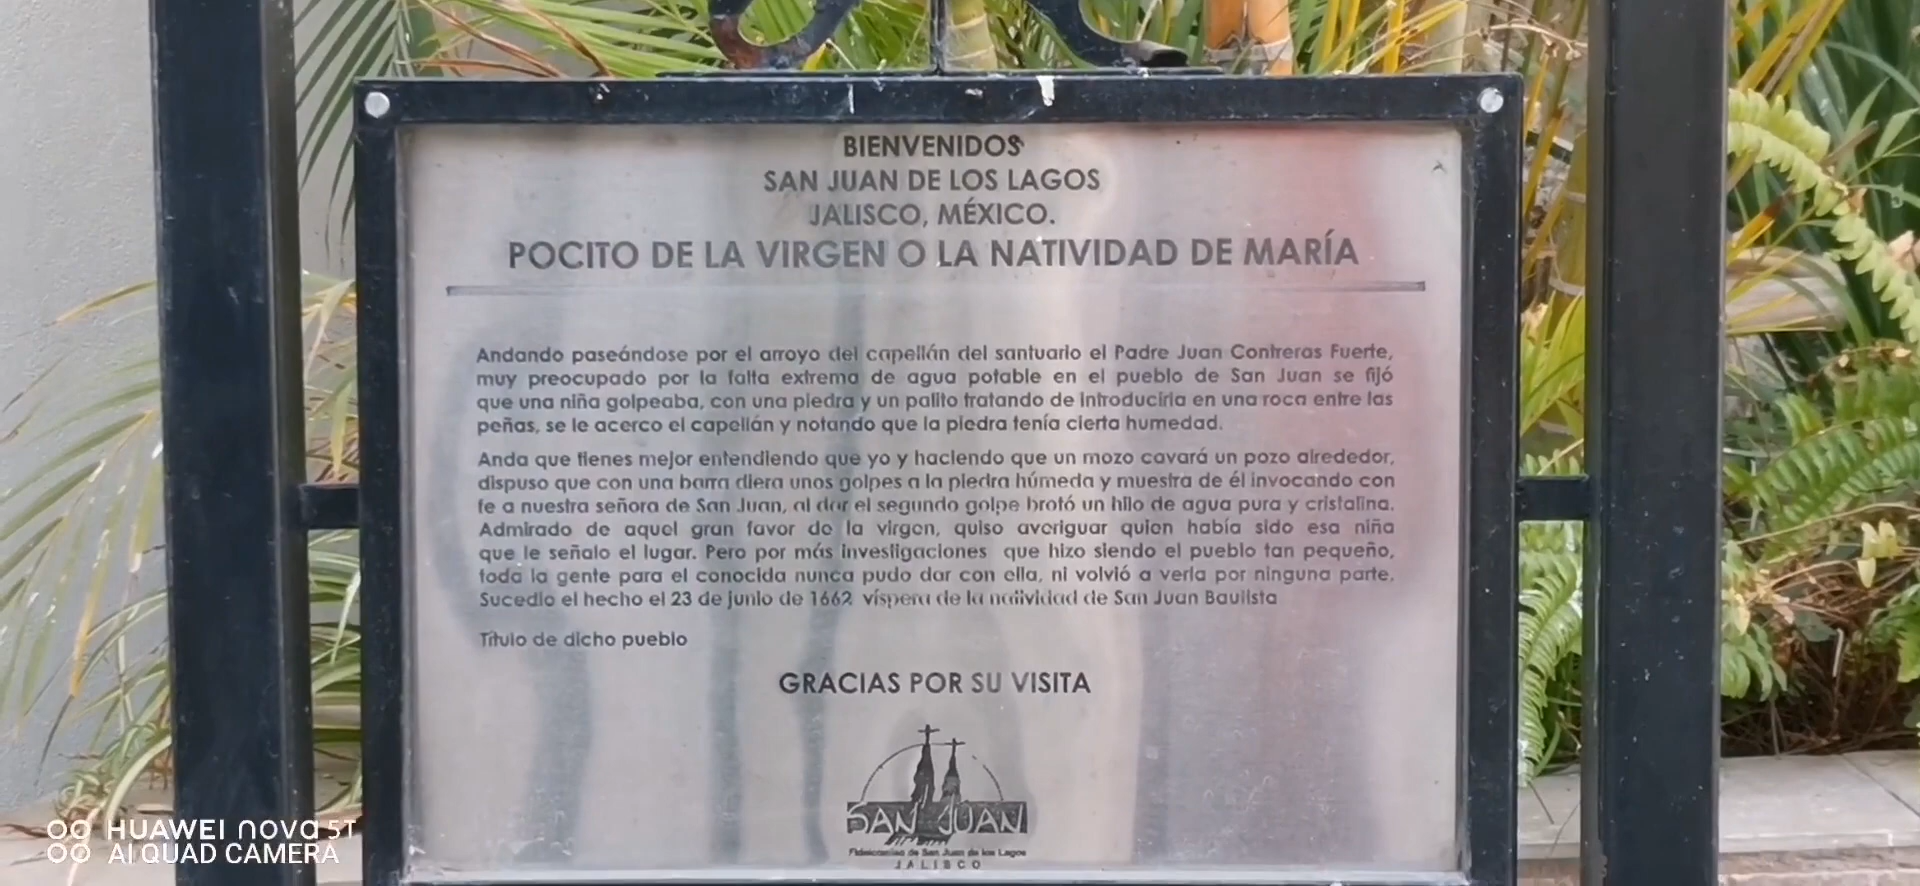 BIENVENIDOS
SAN JUAN DE LOS LAGOS
JALISCO, MÉXICO.
POCITO DE LA VIRGEN O LA NATIVIDAD DE MARÍA
Andando paseándose por el arroyo del capellán del santuario el Padre Juan Contreras Fuerte,
muy preocupado por la falta extrema de agua potable en el pueblo de San Juan se fijó
que una niña golpeaba, con una piedra y un palito tratando de introducirla en una roca entre las
peñas, se le acerco el capellán y notando que la piedra tenía cierta humedad.
Anda que tienes mejor entendiendo que yo y haciendo que un mozo cavará un pozo alrededor,
dispuso que con una barra diera unos golpes a la piedra húmeda y muestra de él invocando con
fe a nuestra señora de San Juan, al dar el segundo golpe brotó un hilo de agua pura y cristalina.
Admirado de aquel gran favor de la virgen, quiso averiguar quien había sido esa niña
que le señalo el lugar. Pero por más investigaciones que hizo siendo el pueblo tan pequeño,
toda la gente para el conocida nunca pudo dar con ella, ni volvió a verla por ninguna parte.
Sucedio el hecho el 23 de junio de 1662 víspera de la natividad de San Juan Bautista
Título de dicho pueblo
GRACIAS POR SU VISITA
SAN JUAN
Fideicomiso de San Juan de los Lagos
JALISCO
HUAWEI nova 5T
AI QUAD CAMERA